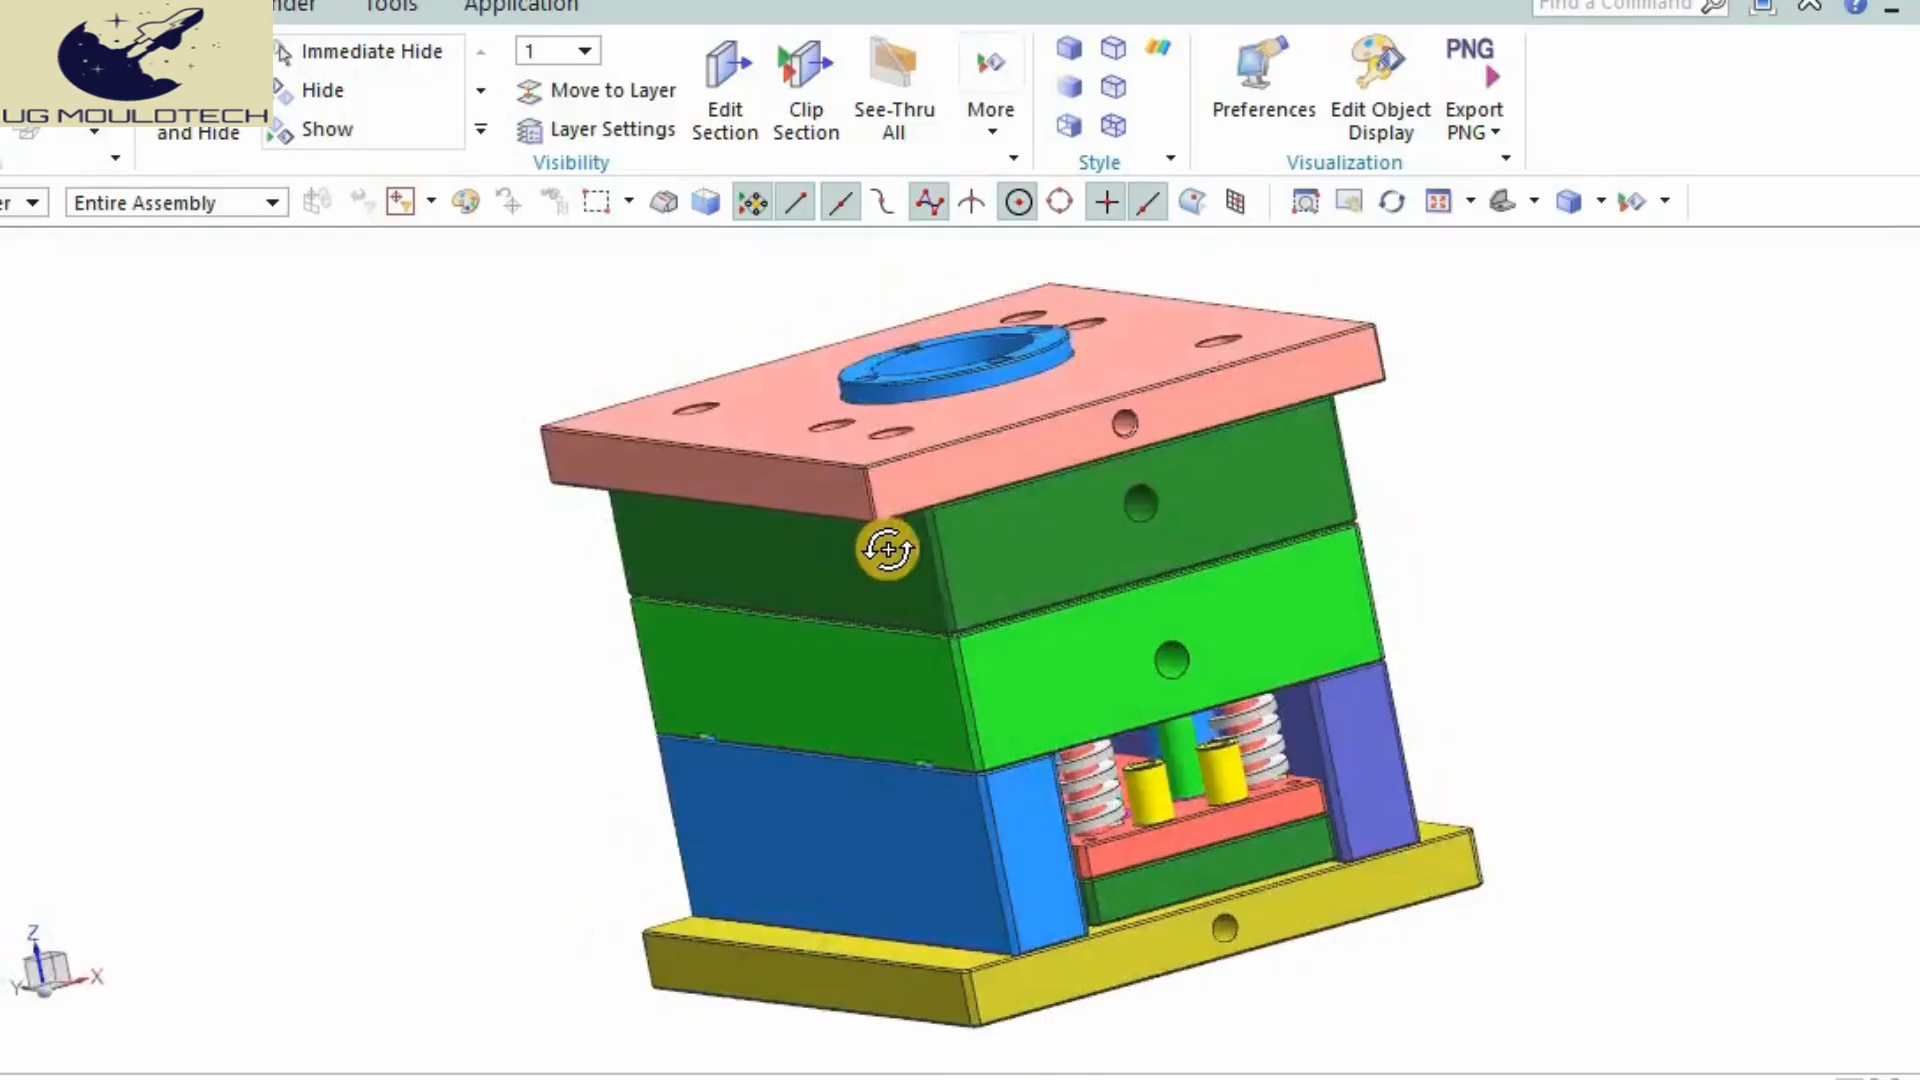 Tools Application
Find a Command
UG MOULDTECH
and Hide
Immediate Hide
Hide
Show
1
Move to Layer
Layer Settings
Visibility
Edit
Section
Clip
Section
See-Thru
All
More
Style
Preferences
Edit Object
Display
PNG
Export
PNG
Visualization
Entire Assembly
Z
Y
X